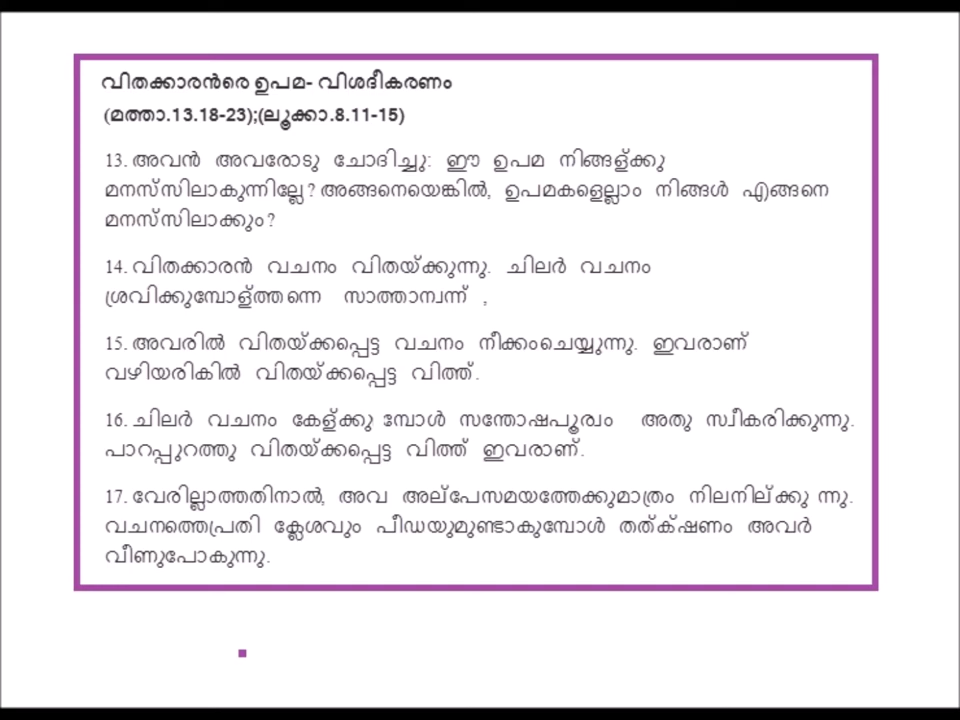 വിതക്കാരൻരെ ഉപമ- വിശദീകരണം
(മത്താ.13.18-23);(ലൂക്കാ.8.11-15)
13. അവൻ അവരോടു ചോദിച്ചു: ഈ ഉപമ നിങ്ങള്ക്കു
മനസ്സിലാകുന്നില്ലേ? അങ്ങനെയെങ്കിൽ, ഉപമകളെല്ലാം നിങ്ങൾ എങ്ങനെ
മനസ്സിലാക്കും?
14. വിതക്കാരൻ വചനം വിതയ്ക്കുന്നു. ചിലർ വചനം
ശ്രവിക്കുമ്പോള്ത്തന്നെ സാത്താന്വന്ന് ,
15. അവരിൽ വിതയ്ക്കപ്പെട്ട വചനം നീക്കംചെയ്യുന്നു. ഇവരാണ്
വഴിയരികിൽ വിതയ്ക്കപ്പെട്ട വിത്ത്.
16. ചിലർ വചനം കേള്ക്കു മ്പോൾ സന്തോഷപൂര്വം അതു സ്വീകരിക്കുന്നു.
പാറപ്പുറത്തു വിതയ്ക്കപ്പെട്ട വിത്ത് ഇവരാണ്.
17. വേരില്ലാത്തതിനാൽ, അവ അല്പേസമയത്തേക്കുമാത്രം നിലനില്ക്കു ന്നു.
വചനത്തെപ്രതി ക്ലേശവും പീഡയുമുണ്ടാകുമ്പോൾ തത്ക്ഷണം അവർ
വീണുപോകുന്നു.